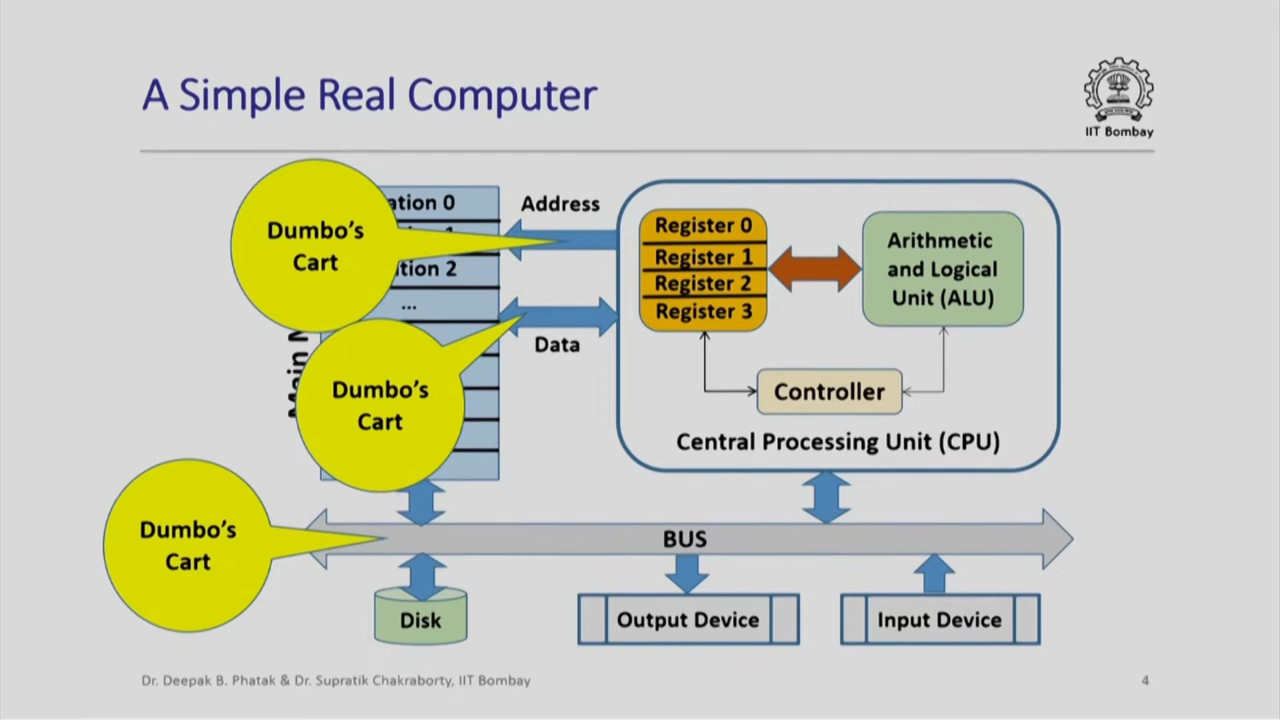 A Simple Real Computer
IIT Bombay
Dumbo's
Cart
ation 0
tion 2
...
Address
Data
Register 0
Register 1
Register 2
Register 3
Arithmetic
and Logical
Unit (ALU)
Controller
Central Processing Unit (CPU)
Dumbo's
Cart
Main
Dumbo's
Cart
BUS
Disk
Output Device
Input Device
Dr. Deepak B. Phatak & Dr. Supratik Chakraborty, IIT Bombay
4